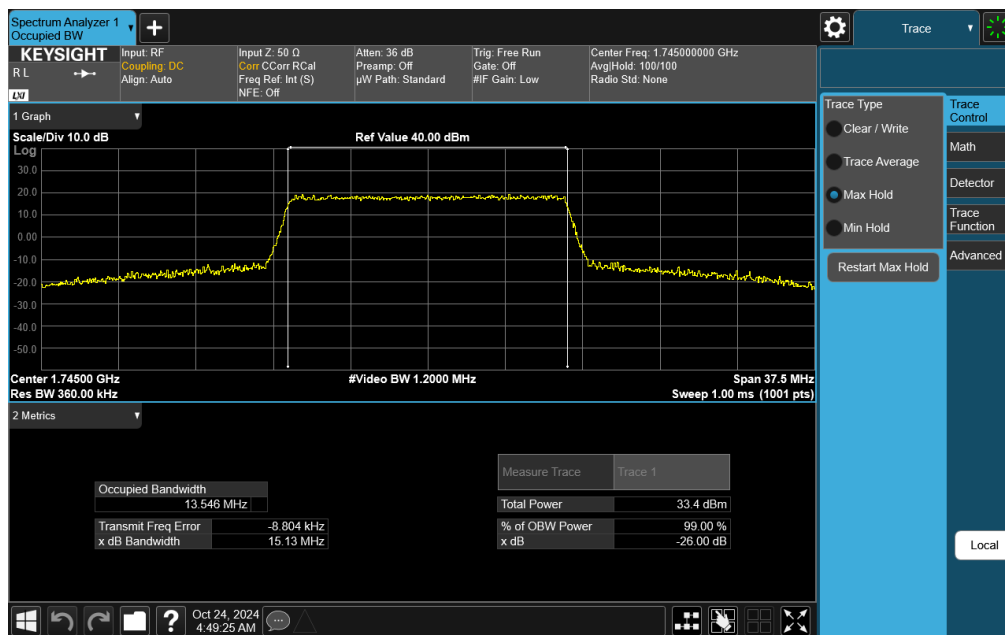 Spectrum Analyzer 1
Occupied BW
Trace
KEYSIGHT
R L
LXI
Input: RF
Coupling: DC
Align: Auto
Input Z: 50 Ω
Corr CCorr RCal
Freq Ref: Int (S)
NFE: Off
Atten: 36 dB
Preamp: Off
µW Path: Standard
Trig: Free Run
Gate: Off
#IF Gain: Low
Center Freq: 1.745000000 GHz
Avg|Hold: 100/100
Radio Std: None
1 Graph
Scale/Div 10.0 dB
Ref Value 40.00 dBm
Log
30.0
20.0
10.0
0.00
-10.0
-20.0
-30.0
-40.0
-50.0
Center 1.74500 GHz
#Video BW 1.2000 MHz
Span 37.5 MHz
Res BW 360.00 kHz
Sweep 1.00 ms (1001 pts)
2 Metrics
Measure Trace Trace 1
Occupied Bandwidth
13.546 MHz
Total Power 33.4 dBm
Transmit Freq Error -8.804 kHz
% of OBW Power 99.00 %
x dB Bandwidth 15.13 MHz
x dB -26.00 dB
Trace Type
Clear / Write
Trace Average
Max Hold
Min Hold
Restart Max Hold
Trace
Control
Math
Detector
Trace
Function
Advanced
Local
?
Oct 24, 2024
4:49:25 AM